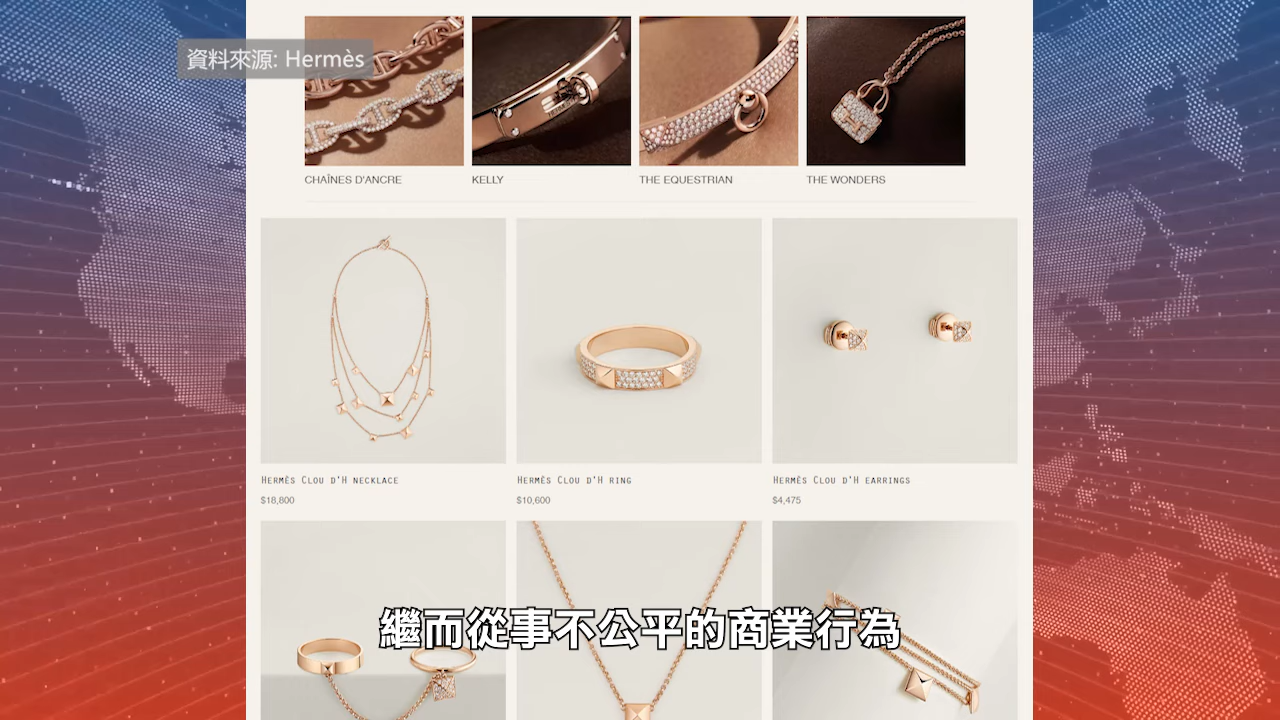 資料來源: Hermès
CHAÎNES D'ANCRE
KELLY
THE EQUESTRIAN
THE WONDERS
HERMÈS CLOU D'H NECKLACE
$18,800
HERMÈS CLOU D'H RING
$10,600
HERMÈS CLOU D'H EARRINGS
$4,475
繼而從事不公平的商業行為